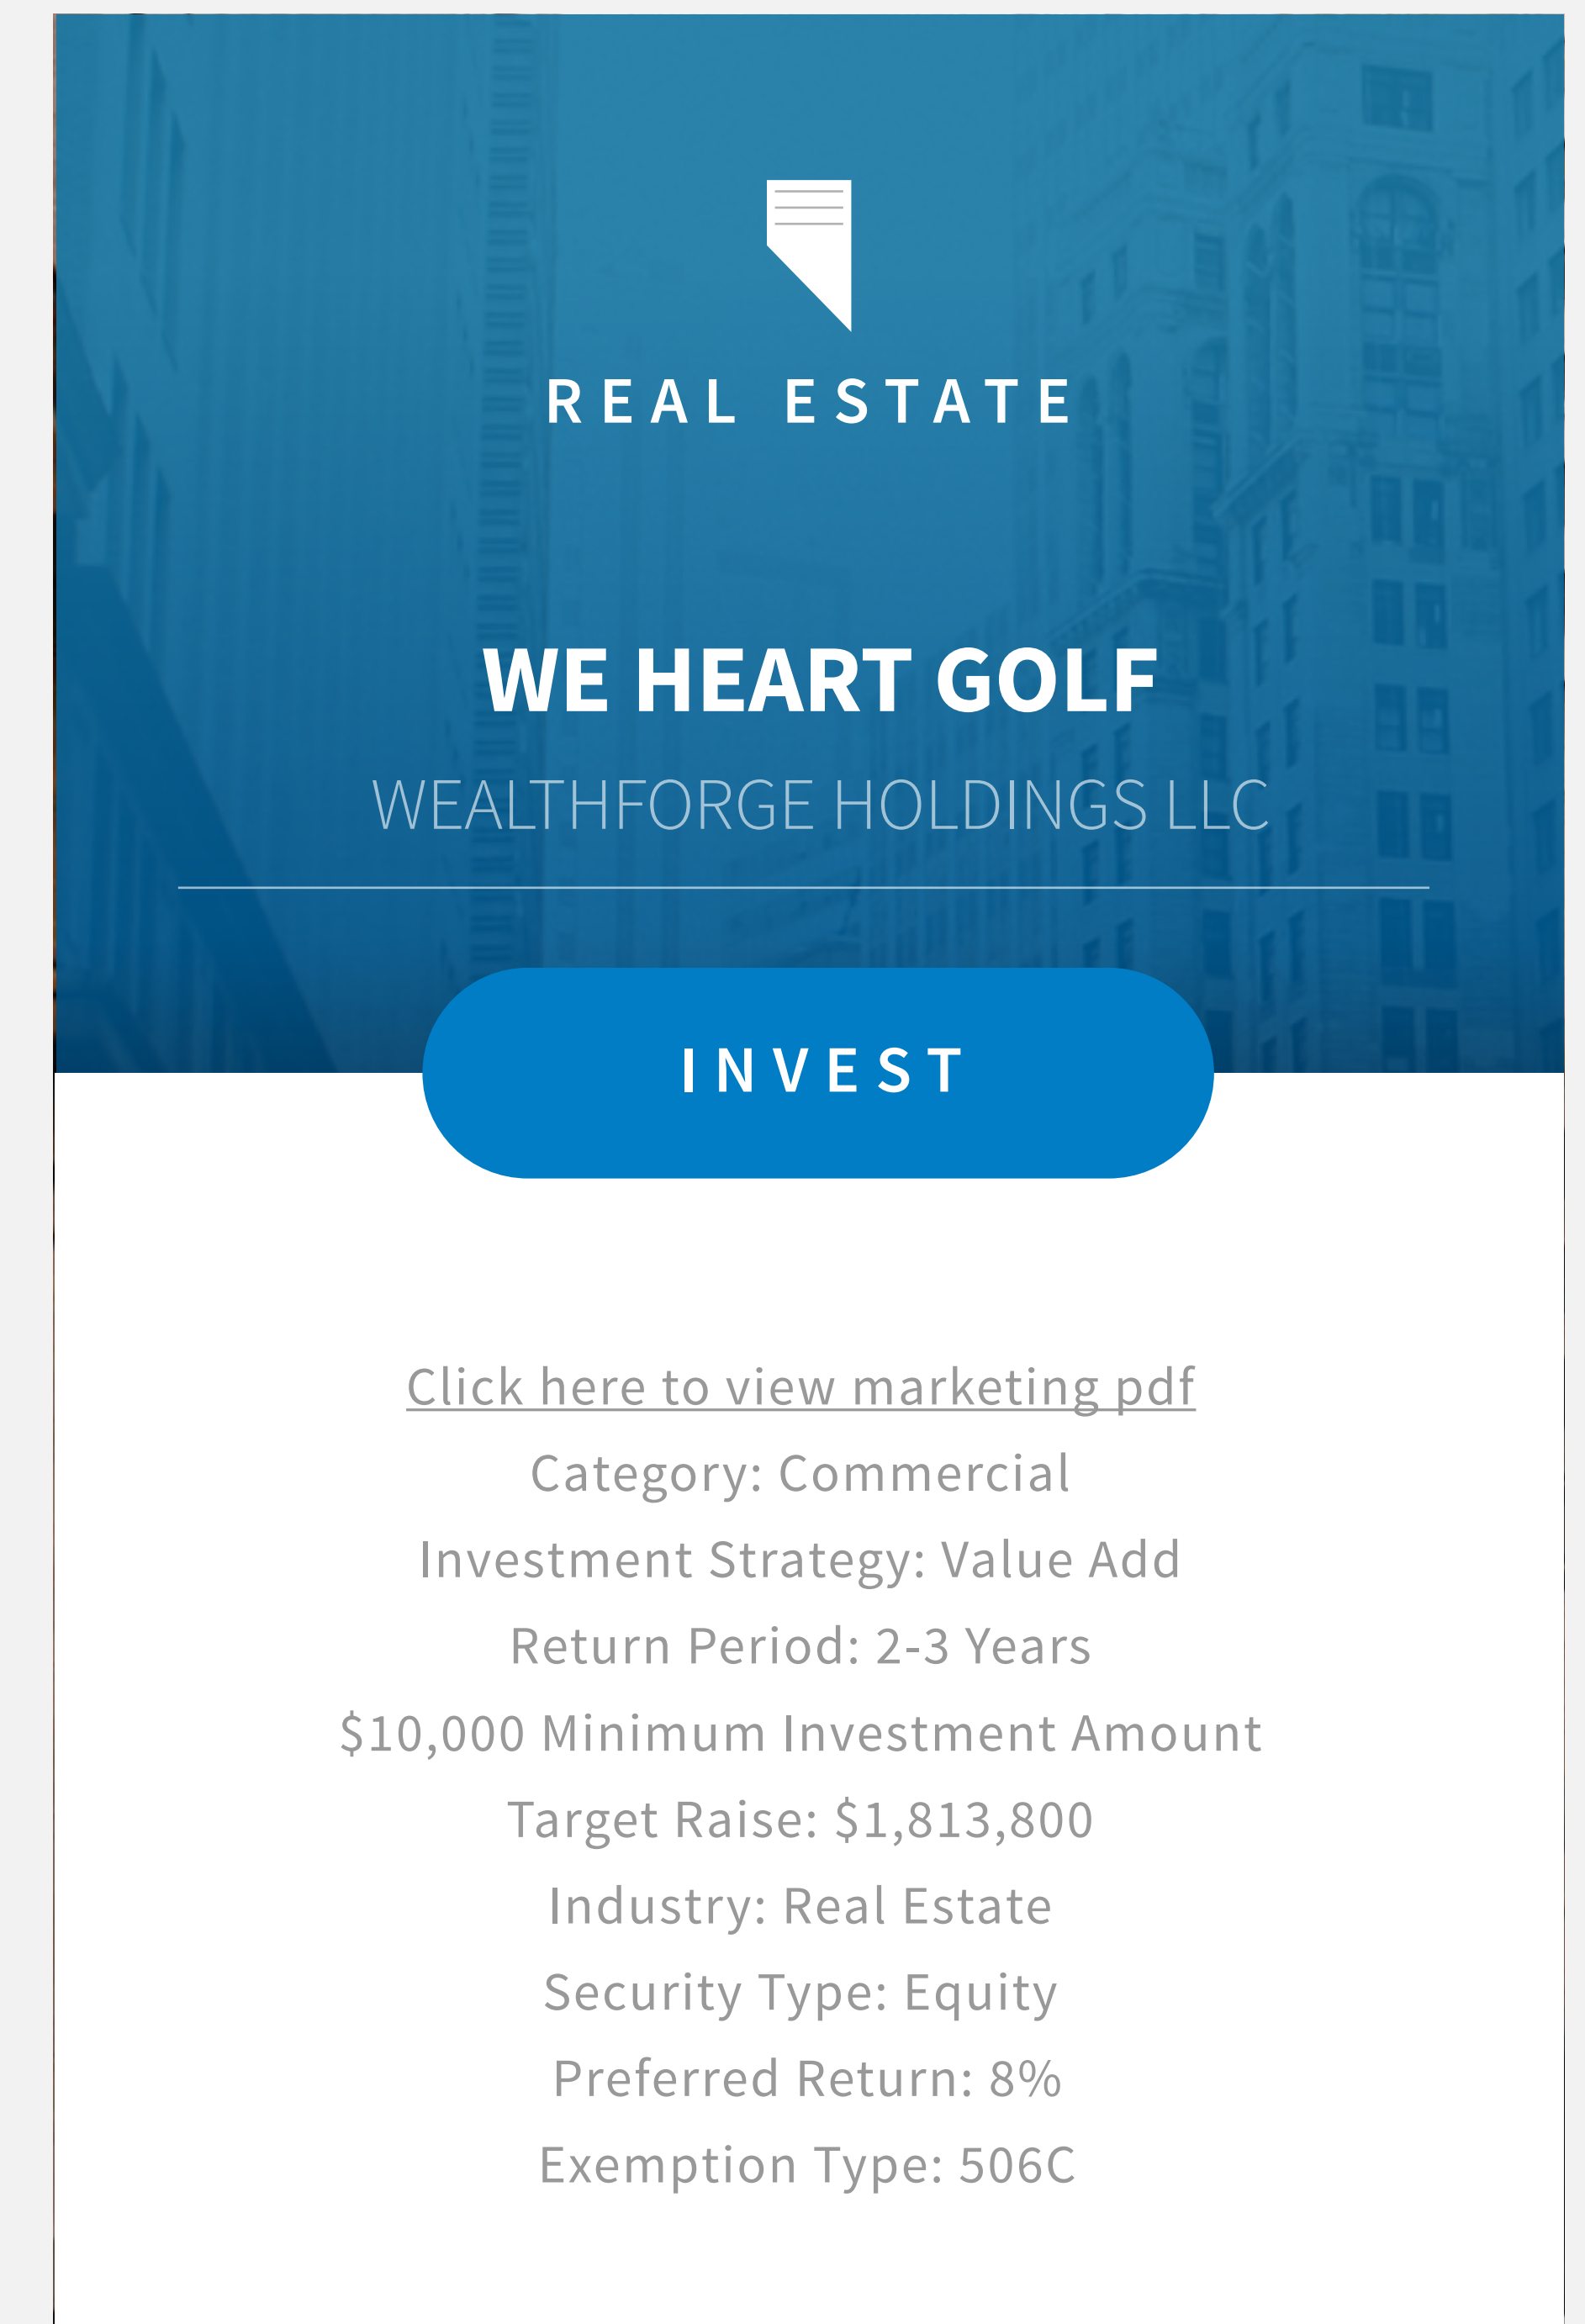 REAL ESTATE
WE HEART GOLF
WEALTHFORGE HOLDINGS LLC
INVEST
Click here to view marketing pdf
Category: Commercial
Investment Strategy: Value Add
Return Period: 2-3 Years
$10,000 Minimum Investment Amount
Target Raise: $1,813,800
Industry: Real Estate
Security Type: Equity
Preferred Return: 8%
Exemption Type: 506C